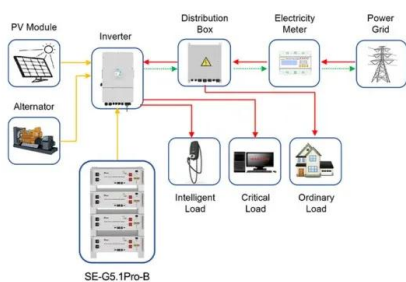 PV Module
Inverter
Distribution
Box
Electricity
Meter
Power
Grid
Alternator
Intelligent
Load
Critical
Load
Ordinary
Load
SE-G5.1Pro-B